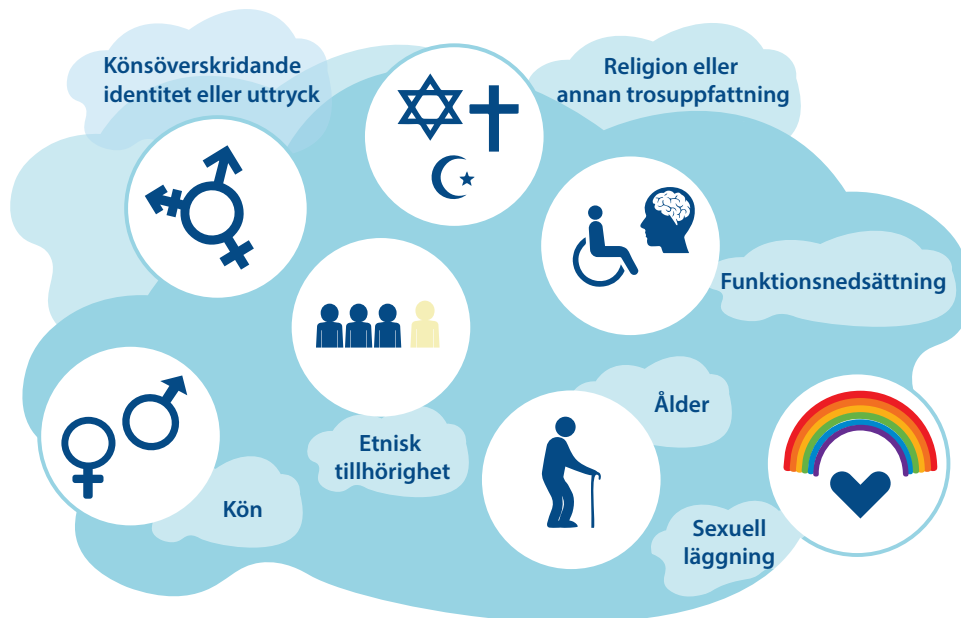 Könsöverskridande
identitet eller uttryck
Religion eller
annan trosuppfattning
Funktionsnedsättning
Etnisk
tillhörighet
Ålder
Kön
Sexuell
läggning